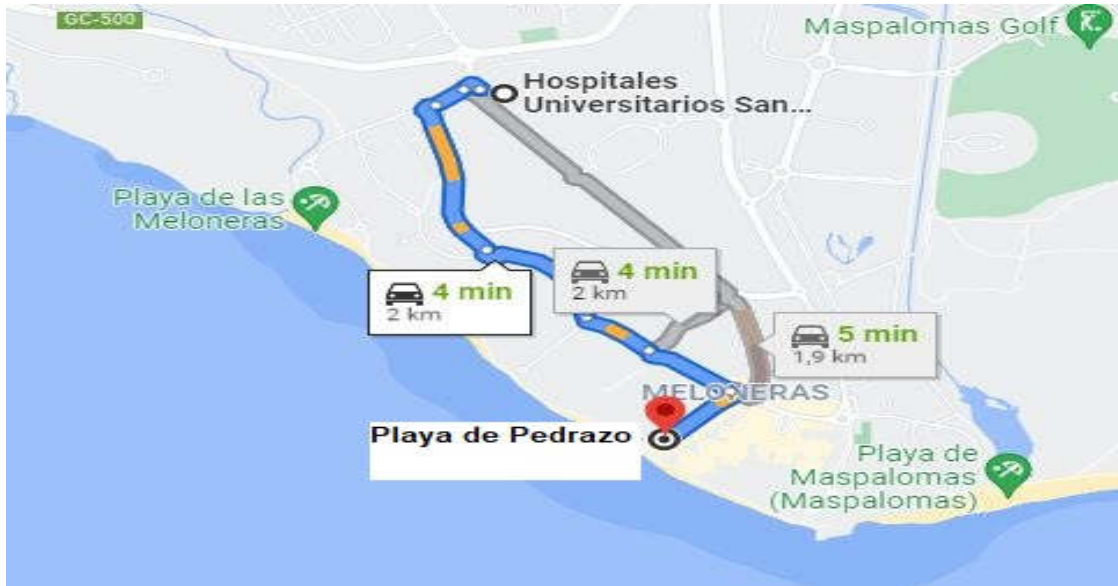 GC-500
Maspalomas Golf
Hospitales
Universitarios San...
Playa de las
Meloneras
4 min
2 km
4 min
2 km
5 min
1,9 km
MELONERAS
Playa de Pedrazo
Playa de
Maspalomas
(Maspalomas)